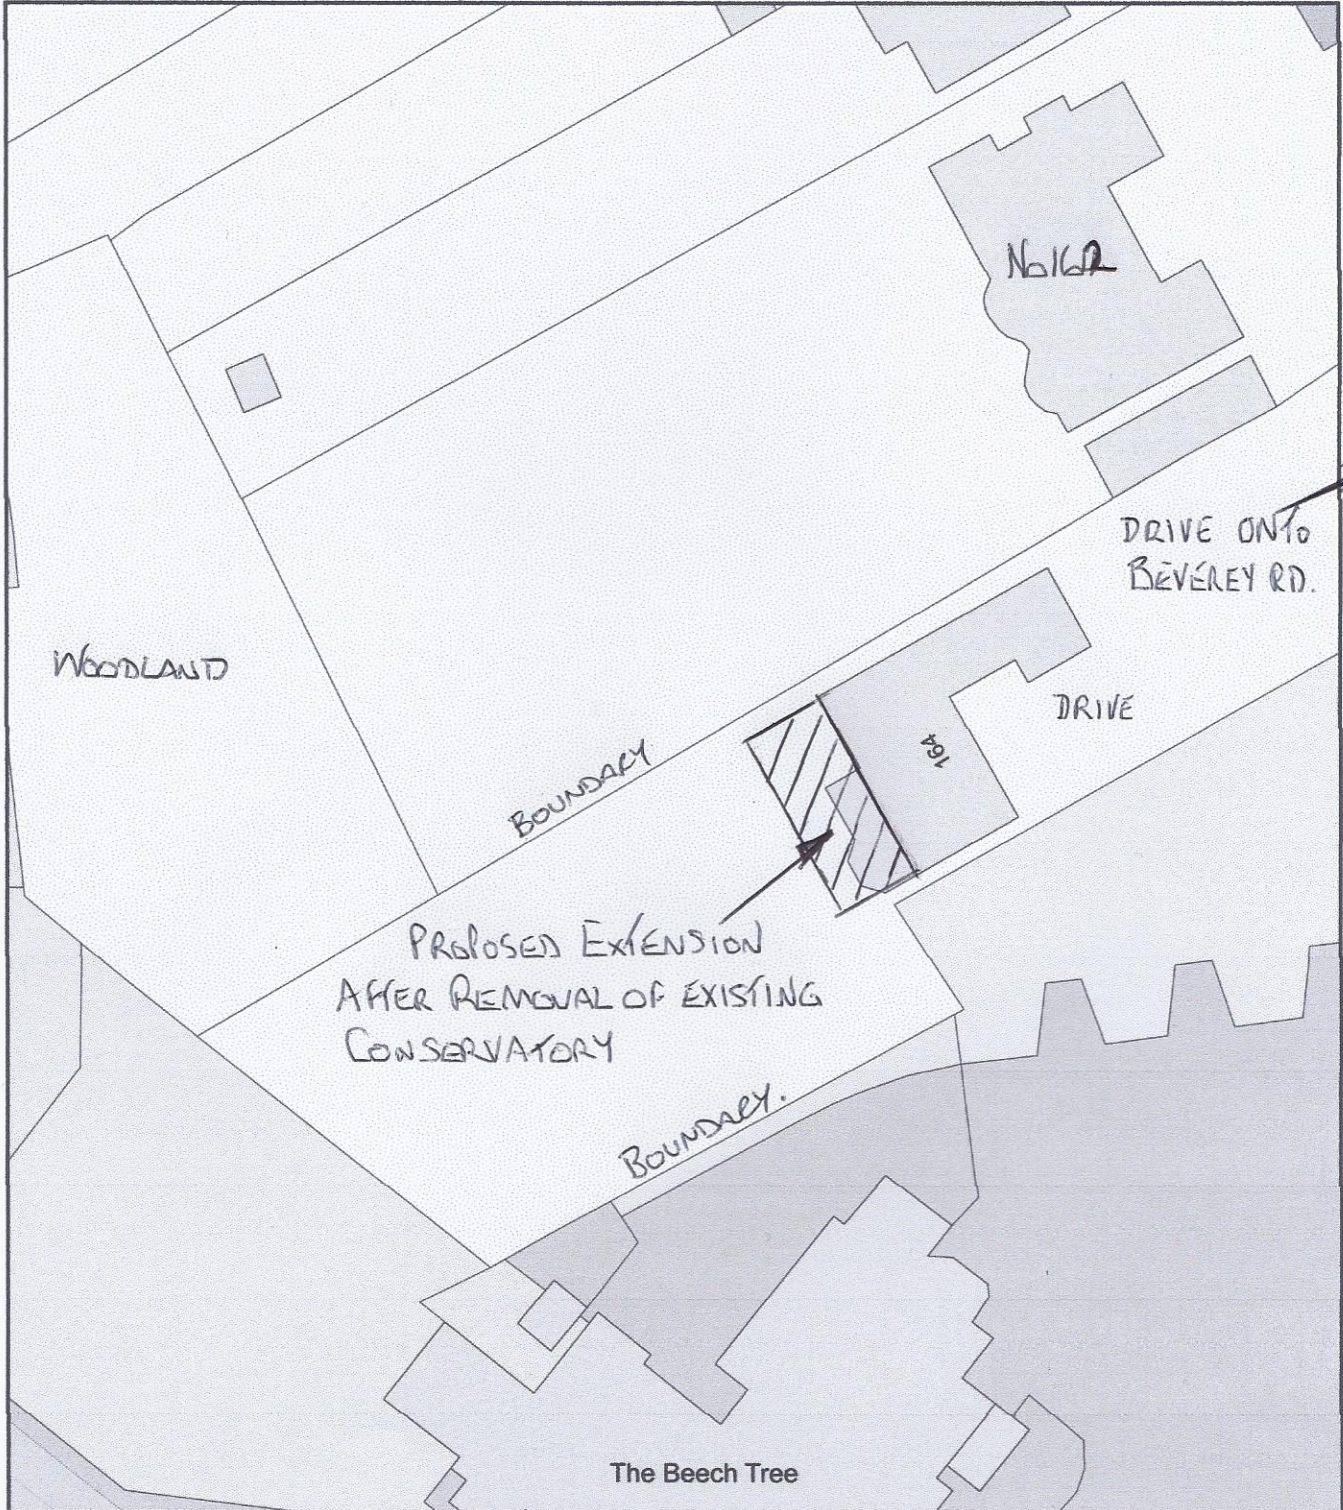 No162
DRIVE ONTO
BEVEREY RD.
WOODLAND
DRIVE
164
BOUNDARY
PROPOSED EXTENSION
AFTER REMOVAL OF EXISTING
CONSERVATORY
BOUNDARY.
The Beech Tree